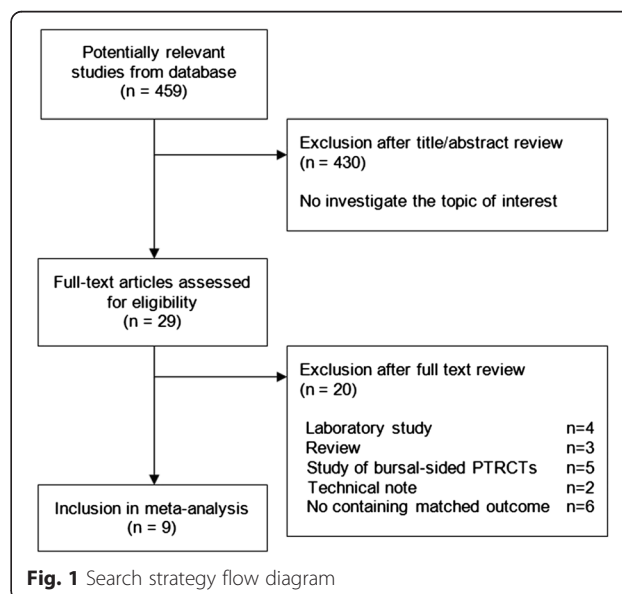 Potentially relevant
studies from database
(n = 459)
Exclusion after title/abstract review
(n = 430)
No investigate the topic of interest
Full-text articles assessed
for eligibility
(n = 29)
Exclusion after full text review
(n = 20)
Laboratory study n=4
Review n=3
Study of bursal-sided PTRCTs n=5
Technical note n=2
No containing matched outcome n=6
Inclusion in meta-analysis
(n = 9)
Fig. 1 Search strategy flow diagram